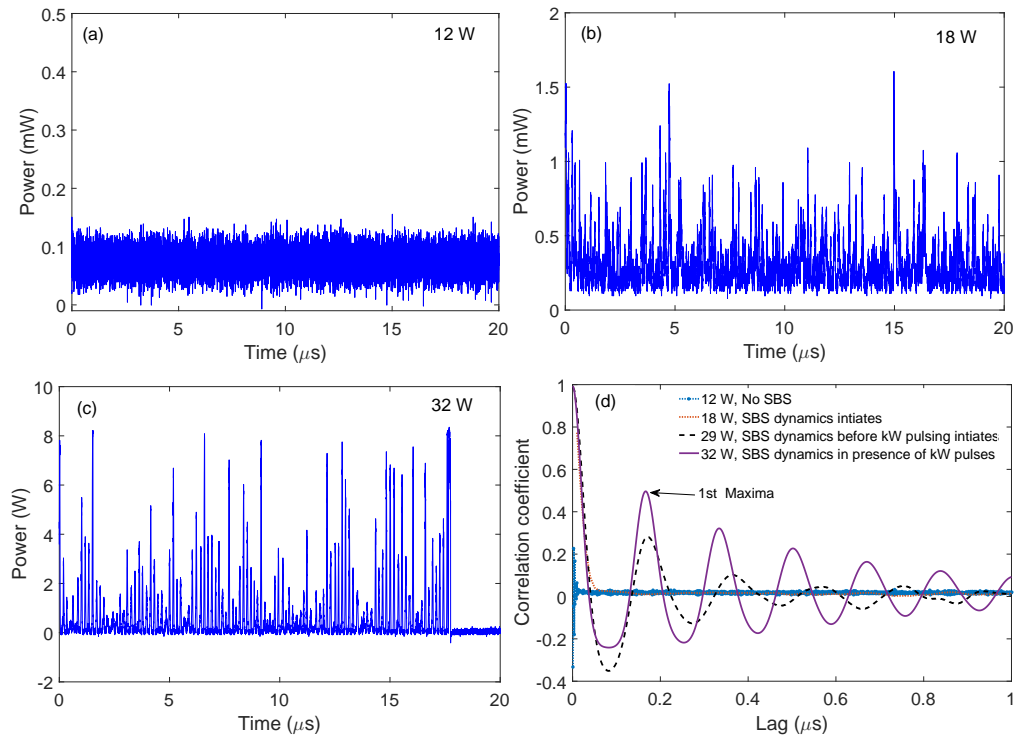 (a)
12 W
0.5
0.4
0.3
0.2
0.1
0
Power (mW)
0
5
10
15
20
Time (μs)
(b)
18 W
2
1.5
1
0.5
0
Power (mW)
0
5
10
15
20
Time (μs)
(c)
32 W
10
8
6
4
2
0
-2
Power (W)
0
5
10
15
20
Time (μs)
(d)
12 W, No SBS
18 W, SBS dynamics intiates
29 W, SBS dynamics before kW pulsing intiates
32 W, SBS dynamics in presence of kW pulses
1st Maxima
1
0.8
0.6
0.4
0.2
0
-0.2
-0.4
Correlation coefficient
0
0.2
0.4
0.6
0.8
1
Lag (μs)